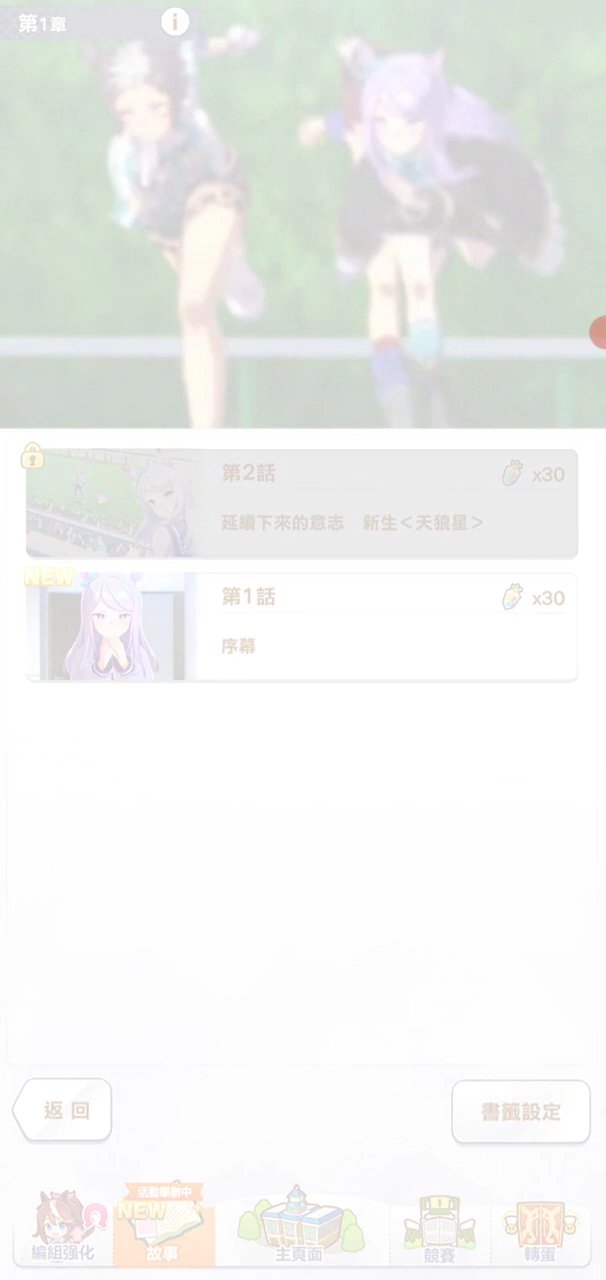 第1章
i
第2話
x30
延續下來的意志　新生＜天狼星＞
NEW
第1話
x30
序幕
返回
書籤設定
活動舉辦中
NEW
編組强化
故事
主頁面
競賽
轉蛋